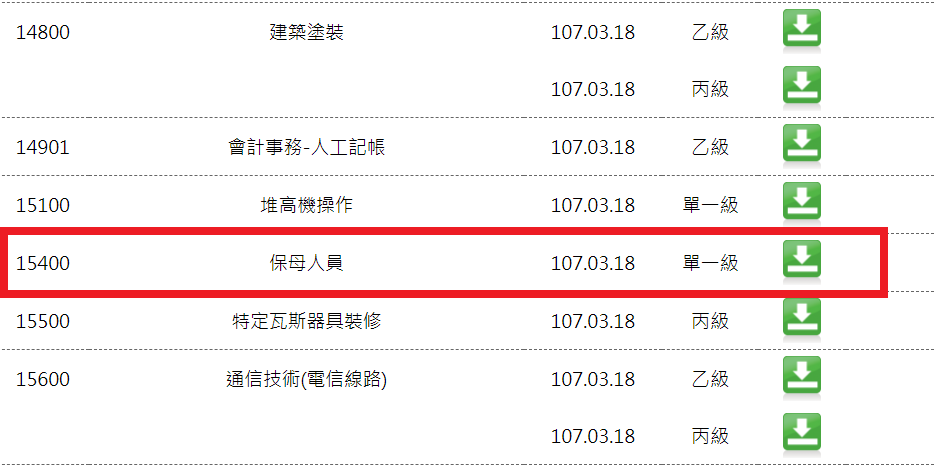 14800 建築塗裝 107.03.18 乙級
107.03.18 丙級
14901 會計事務-人工記帳 107.03.18 乙級
15100 堆高機操作 107.03.18 單一級
15400 保母人員 107.03.18 單一級
15500 特定瓦斯器具裝修 107.03.18 丙級
15600 通信技術(電信線路) 107.03.18 乙級
107.03.18 丙級